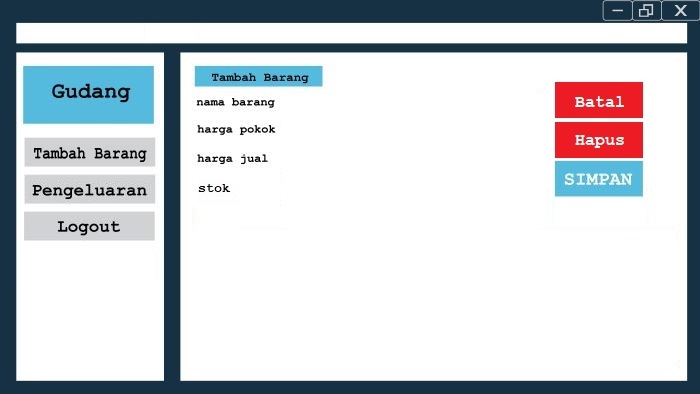 Gudang
Tambah Barang
Pengeluaran
Logout
Tambah Barang
nama barang
harga pokok
harga jual
stok
Batal
Hapus
SIMPAN